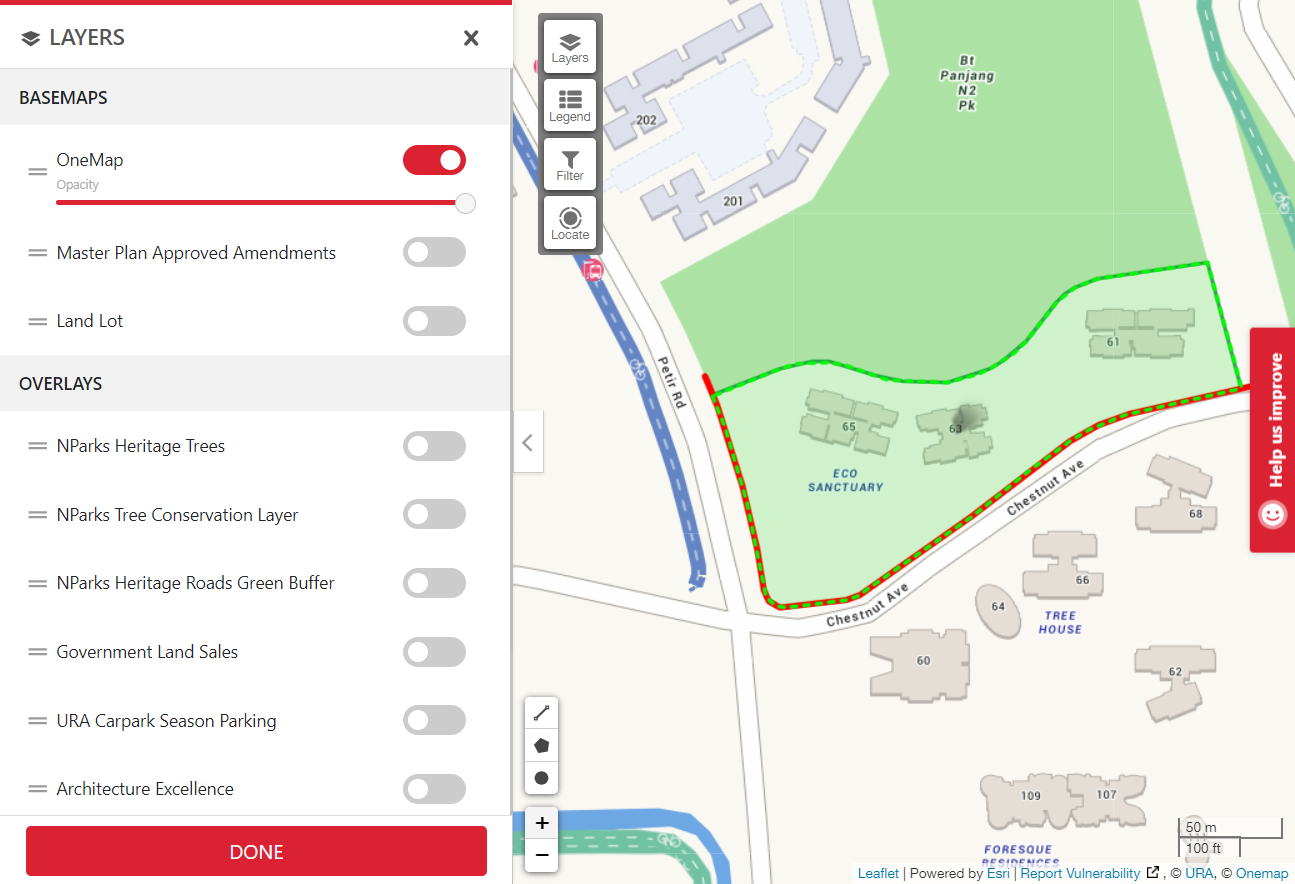 LAYERS
BASEMAPS
OneMap
Opacity
Master Plan Approved Amendments
Land Lot
OVERLAYS
NParks Heritage Trees
NParks Tree Conservation Layer
NParks Heritage Roads Green Buffer
Government Land Sales
URA Carpark Season Parking
Architecture Excellence
DONE
Layers
Legend
Filter
Locate
Bt
Panjang
N2
Pk
202
201
Petir Rd
61
65
63
ECO
SANCTUARY
Chestnut Ave
68
66
64
TREE
HOUSE
Chestnut Ave
60
62
109
107
FORESQUE
RESIDENCES
Help us improve
+
−
50 m
100 ft
Leaflet | Powered by Esri | Report Vulnerability , © URA, © Onemap